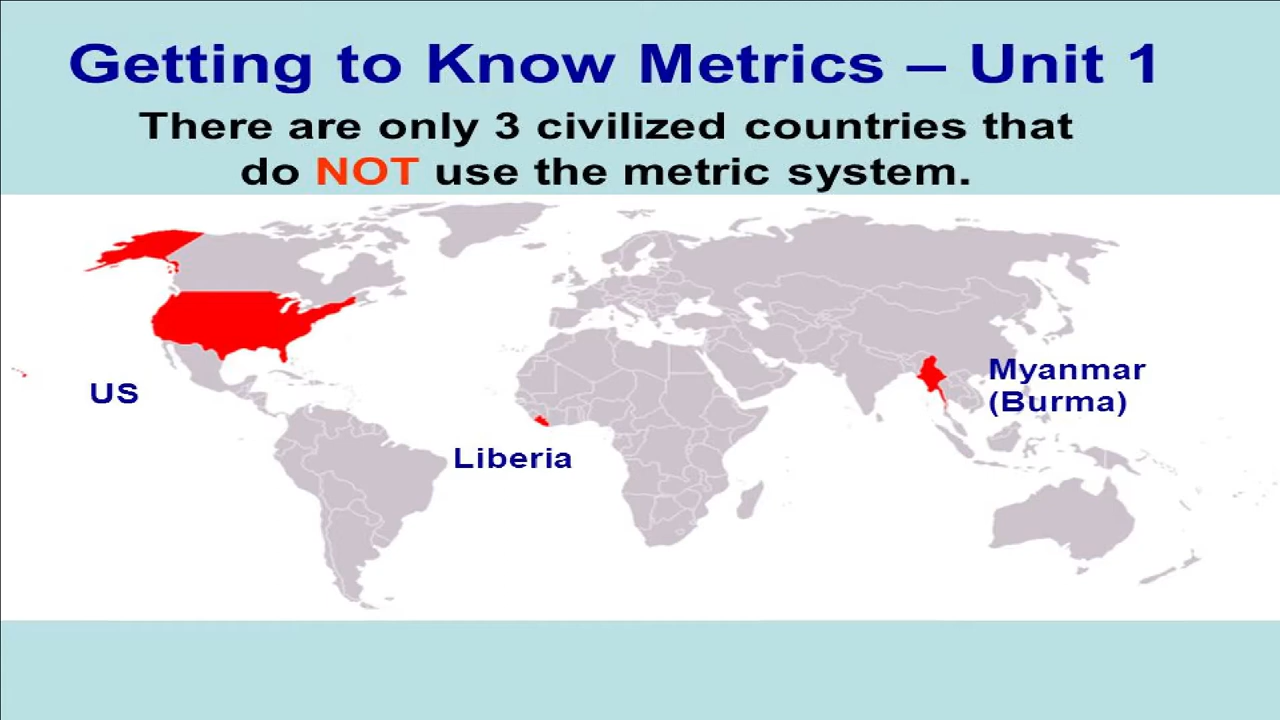 Getting to Know Metrics – Unit 1
There are only 3 civilized countries that
do NOT use the metric system.
US
Liberia
Myanmar
(Burma)